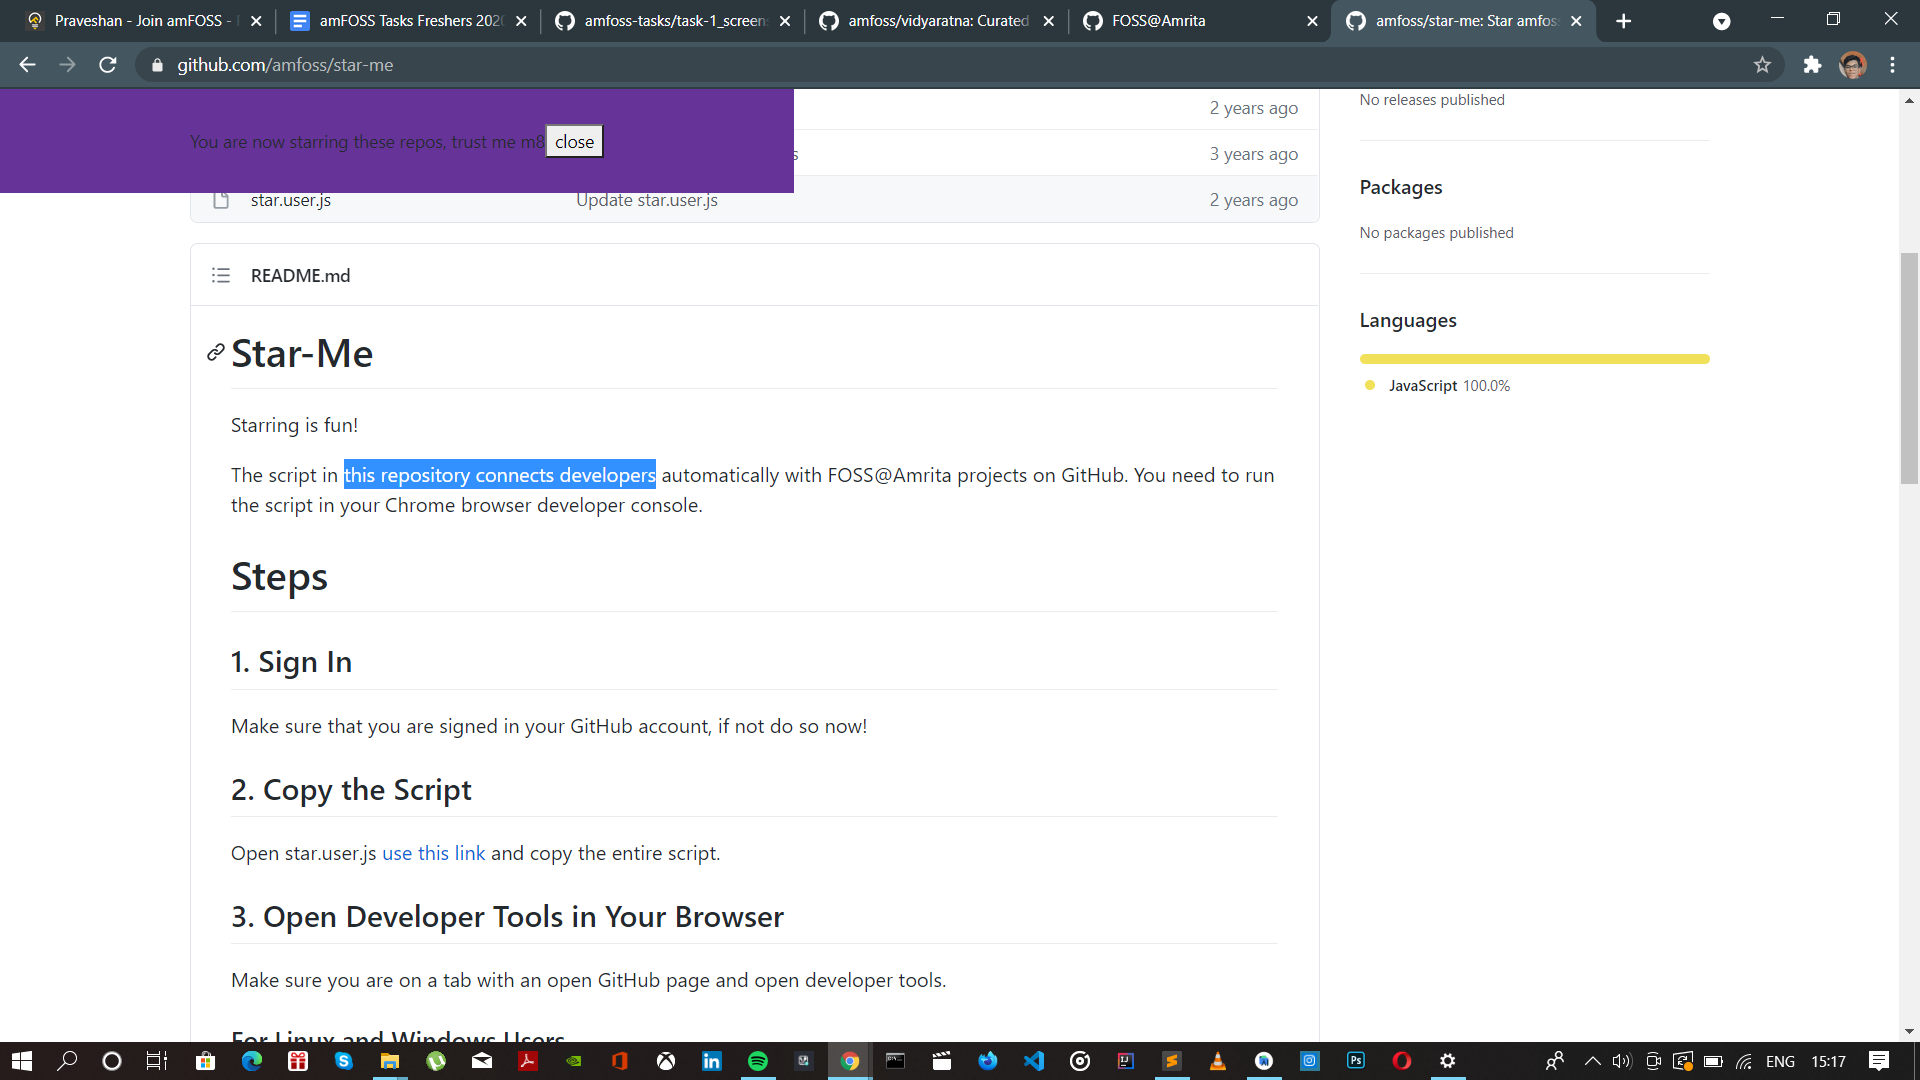 Praveshan - Join amFOSS -
amFOSS Tasks Freshers 202
amfoss-tasks/task-1_screen
amfoss/vidyaratna: Curated
FOSS@Amrita
amfoss/star-me: Star amfos
github.com/amfoss/star-me
You are now starring these repos, trust me m8
close
2 years ago
s
3 years ago
star.user.js
Update star.user.js
2 years ago
README.md
Star-Me
Starring is fun!
The script in this repository connects developers automatically with FOSS@Amrita projects on GitHub. You need to run
the script in your Chrome browser developer console.
Steps
1. Sign In
Make sure that you are signed in your GitHub account, if not do so now!
2. Copy the Script
Open star.user.js use this link and copy the entire script.
3. Open Developer Tools in Your Browser
Make sure you are on a tab with an open GitHub page and open developer tools.
For Linux and Windows Users
No releases published
Packages
No packages published
Languages
JavaScript 100.0%
ENG
15:17